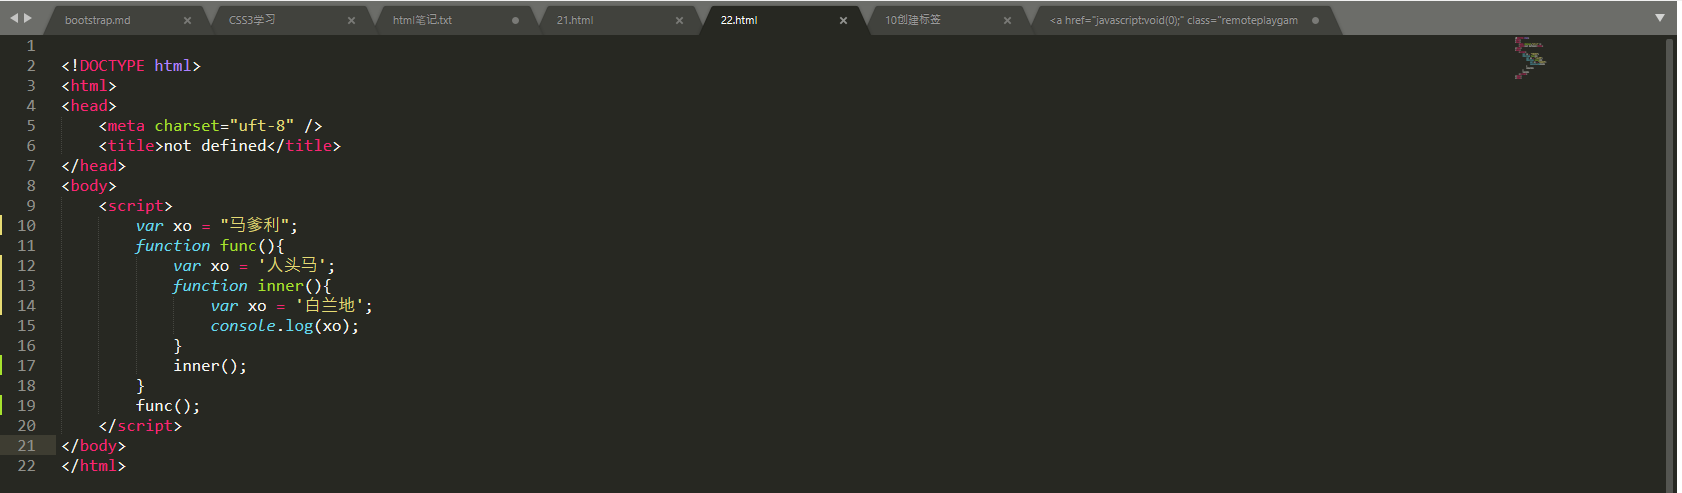 bootstrap.md
CSS3学习
html笔记.txt
21.html
22.html
10创建标签
<a href="javascript:void(0);" class="remoteplaygam
1
2 <!DOCTYPE html>
3 <html>
4 <head>
5 <meta charset="uft-8" />
6 <title>not defined</title>
7 </head>
8 <body>
9 <script>
10 var xo = "马爹利";
11 function func(){
12 var xo = '人头马';
13 function inner(){
14 var xo = '白兰地';
15 console.log(xo);
16 }
17 inner();
18 }
19 func();
20 </script>
21 </body>
22 </html>